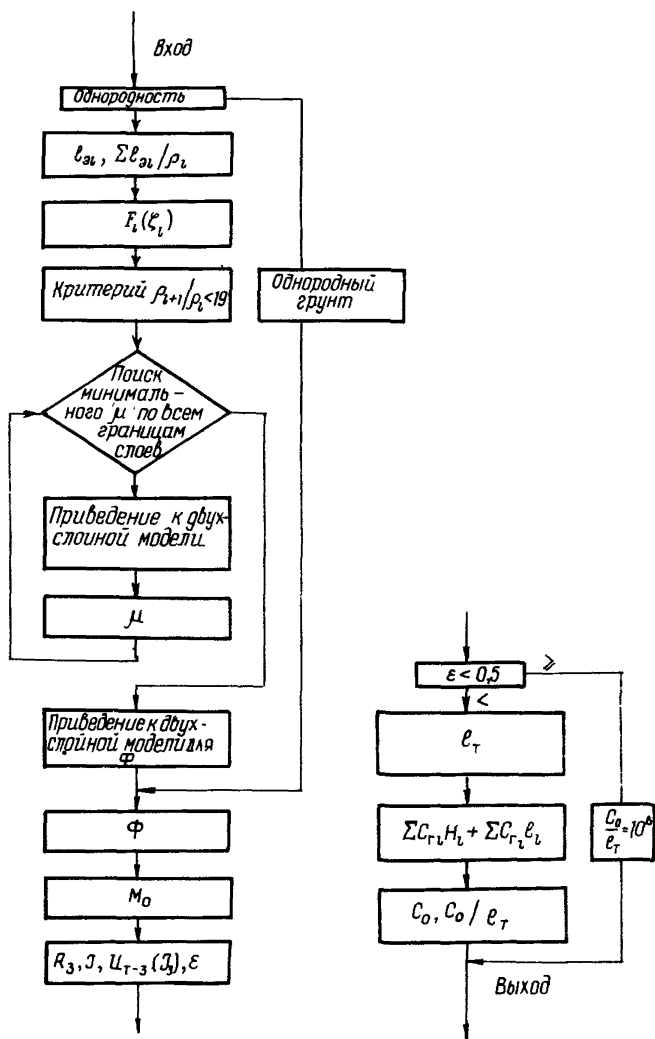 Вход
Однородность
ℓэi, Σℓэi/ρi
Fi(ζi)
Критерий ρi+1/ρi<19
Однородный
грунт
Поиск
минималь-
ного μ по всем
границам
слоев
Приведение к двух-
слойной модели
μ
Приведение к двух-
слойной модели для
Φ
Φ
M₀
Rз, J, Uт-з(Jз), ε
ε < 0,5
⩾
<
ℓт
ΣCгiHi + ΣCгiℓi
C₀/ℓт=10⁶
C₀, C₀/ℓт
Выход